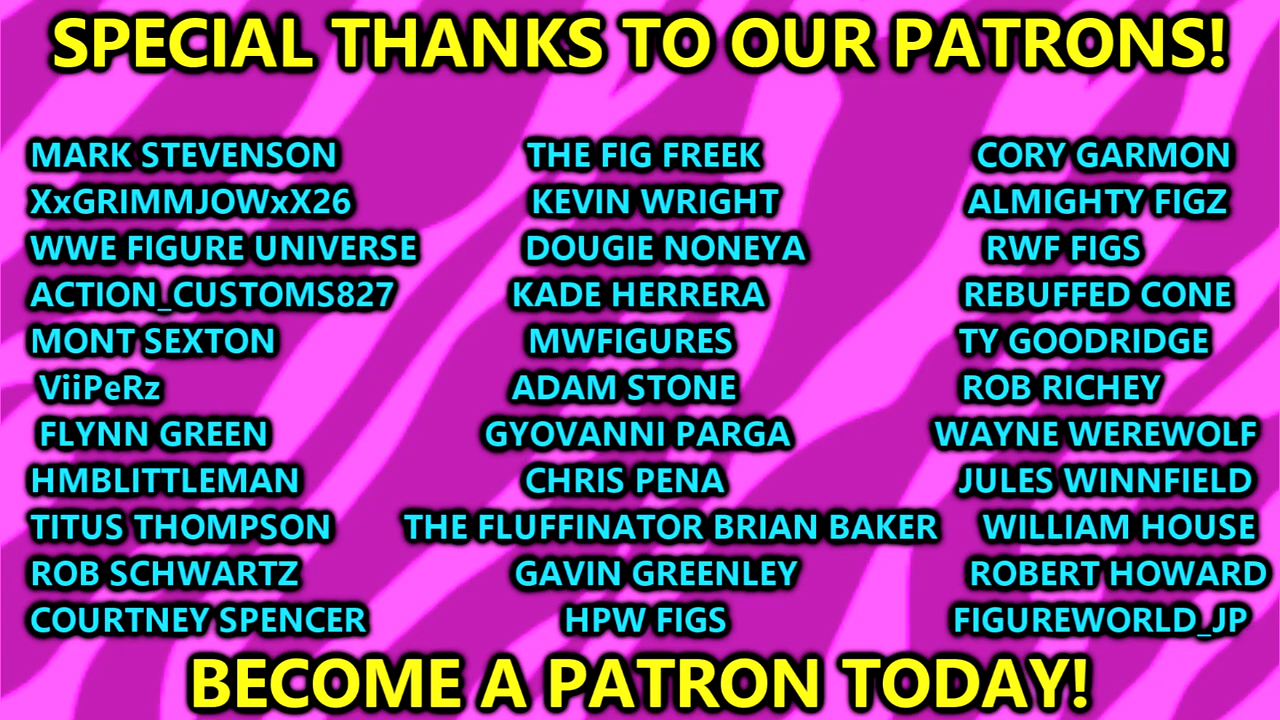 SPECIAL THANKS TO OUR PATRONS!
MARK STEVENSON THE FIG FREEK CORY GARMON
XxGRIMMJOWxX26 KEVIN WRIGHT ALMIGHTY FIGZ
WWE FIGURE UNIVERSE DOUGIE NONEYA RWF FIGS
ACTION_CUSTOMS827 KADE HERRERA REBUFFED CONE
MONT SEXTON MWFIGURES TY GOODRIDGE
ViiPeRz ADAM STONE ROB RICHEY
FLYNN GREEN GYOVANNI PARGA WAYNE WEREWOLF
HMBLITTLEMAN CHRIS PENA JULES WINNFIELD
TITUS THOMPSON THE FLUFFINATOR BRIAN BAKER WILLIAM HOUSE
ROB SCHWARTZ GAVIN GREENLEY ROBERT HOWARD
COURTNEY SPENCER HPW FIGS FIGUREWORLD_JP
BECOME A PATRON TODAY!